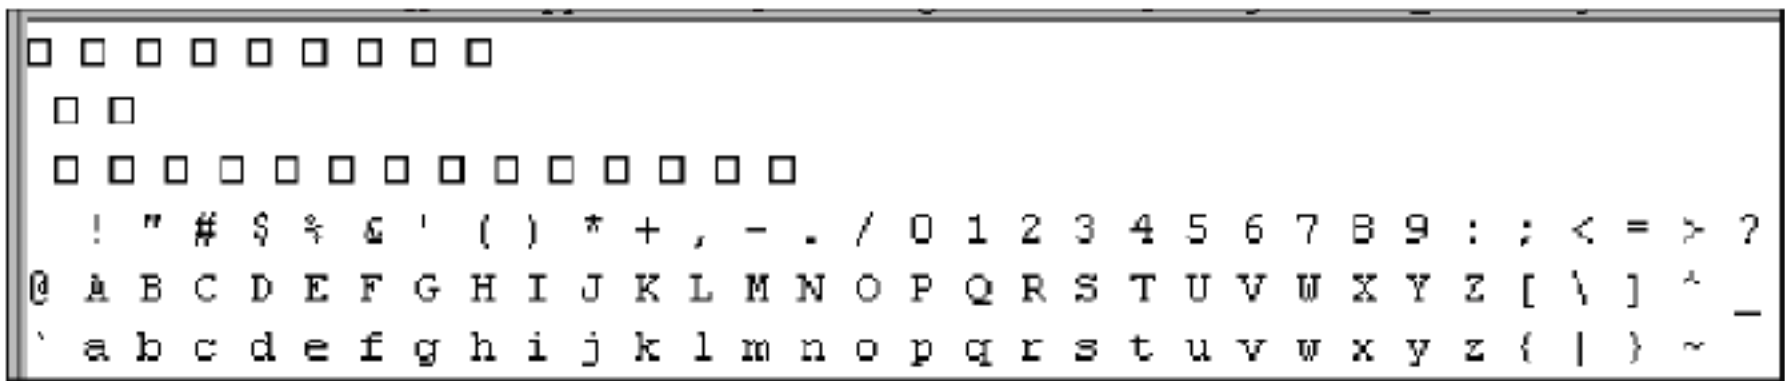 □ □ □ □ □ □ □ □ □
□ □
□ □ □ □ □ □ □ □ □ □ □ □ □ □
! " # $ % & ' ( ) * + , - . / 0 1 2 3 4 5 6 7 8 9 : ; < = > ?
@ A B C D E F G H I J K L M N O P Q R S T U V W X Y Z [ \ ] ^ _
` a b c d e f g h i j k l m n o p q r s t u v w x y z { | } ~